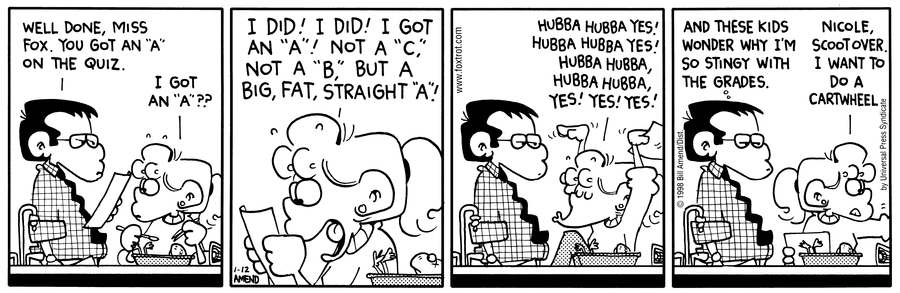 WELL DONE, MISS
FOX. YOU GOT AN "A"
ON THE QUIZ.
I GOT
AN "A"??
I DID! I DID! I GOT
AN "A"! NOT A "C,"
NOT A "B," BUT A
BIG, FAT, STRAIGHT "A"!
1-12
AMEND
www.foxtrot.com
HUBBA HUBBA YES!
HUBBA HUBBA YES!
HUBBA HUBBA,
HUBBA HUBBA,
YES! YES! YES!
© 1998 Bill Amend/Dist. by Universal Press Syndicate
AND THESE KIDS
WONDER WHY I'M
SO STINGY WITH
THE GRADES.
NICOLE,
SCOOT OVER.
I WANT TO
DO A
CARTWHEEL.